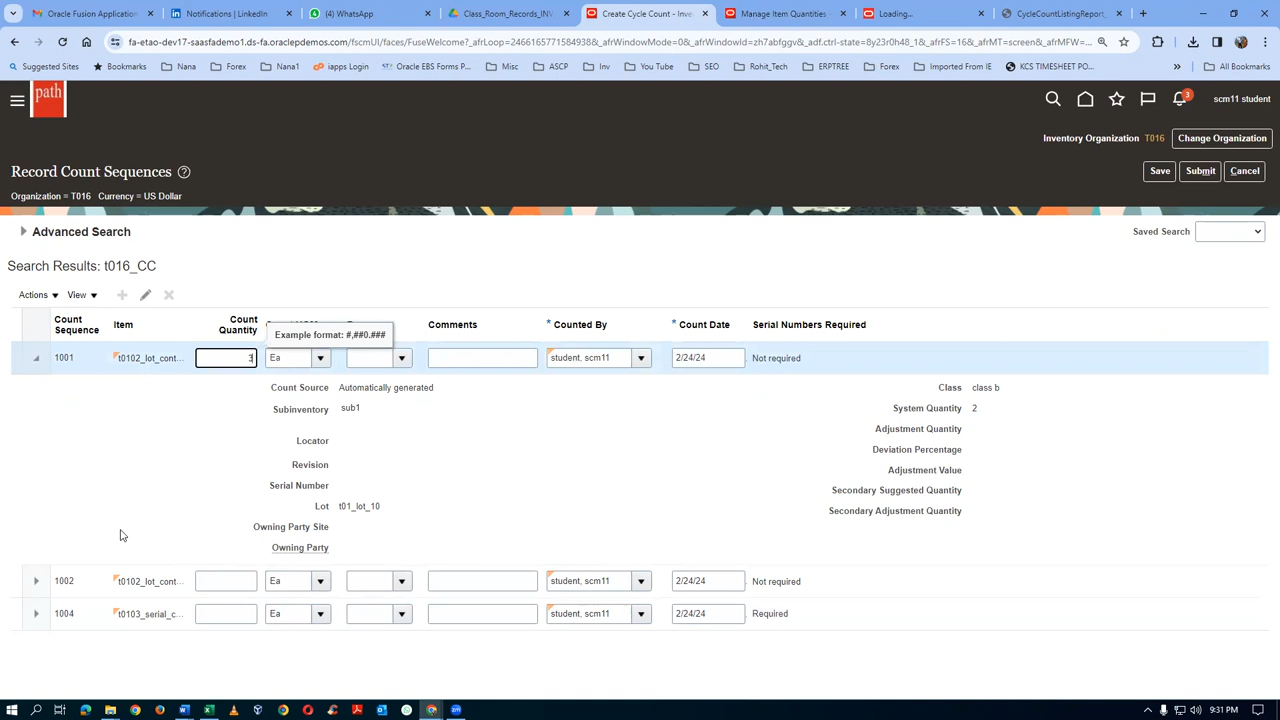 Oracle Fusion Application
Notifications | LinkedIn
(4) WhatsApp
Class_Room_Records_INV
Create Cycle Count - Inve
Manage Item Quantities -
Loading...
CycleCountListingReport_
fa-etao-dev17-saasfademo1.ds-fa.oraclepdemos.com/fscmUI/faces/FuseWelcome?_afrLoop=24661657715849​38&_afrWindowMode=0&_afrWindowId=zh7abfggv&_adf.ctrl-state=8y23r0h48_1&_afrFS=16&_afrMT=screen&_afrMFW=...
Suggested Sites
Bookmarks
Nana
Forex
Nana1
iapps Login
Oracle EBS Forms P...
Misc
ASCP
Inv
You Tube
SEO
Rohit_Tech
ERPTREE
Forex
Imported From IE
KCS TIMESHEET PO...
»
All Bookmarks
path
3
scm11 student
Inventory Organization T016 Change Organization
Record Count Sequences ?
Save Submit Cancel
Organization = T016 Currency = US Dollar
Advanced Search
Saved Search
Search Results: t016_CC
Actions View
Count Sequence
Item
Count Quantity
Example format: #,##0.###
Comments
* Counted By
* Count Date
Serial Numbers Required
1001 t0102_lot_cont... 3 Ea student, scm11 2/24/24 Not required
Count Source Automatically generated
Class class b
Subinventory sub1
System Quantity 2
Adjustment Quantity
Locator
Deviation Percentage
Revision
Adjustment Value
Serial Number
Secondary Suggested Quantity
Lot t01_lot_10
Secondary Adjustment Quantity
Owning Party Site
Owning Party
1002 t0102_lot_cont... Ea student, scm11 2/24/24 Not required
1004 t0103_serial_c... Ea student, scm11 2/24/24 Required
9:31 PM